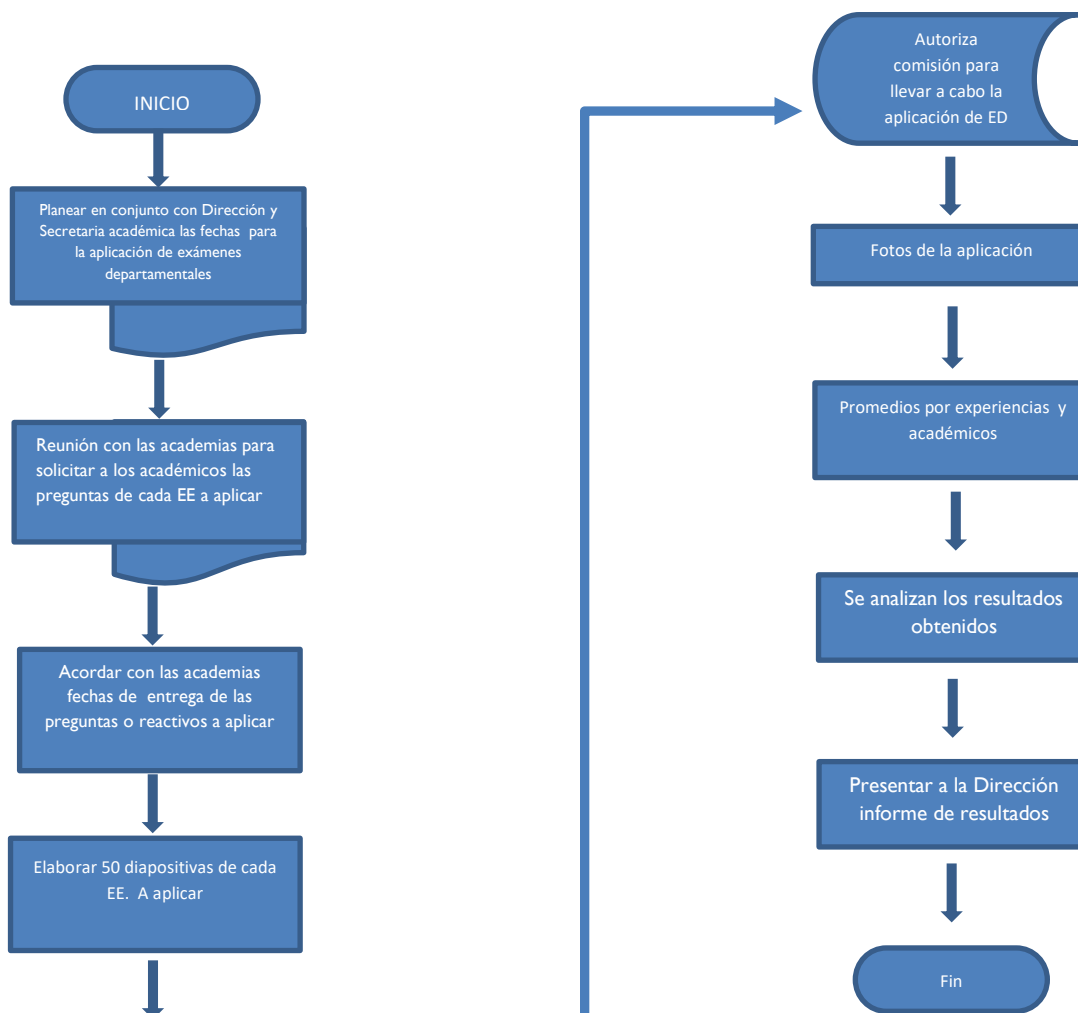 INICIO
Planear en conjunto con Dirección y
Secretaria académica las fechas para
la aplicación de exámenes
departamentales
Reunión con las academias para
solicitar a los académicos las
preguntas de cada EE a aplicar
Acordar con las academias
fechas de entrega de las
preguntas o reactivos a aplicar
Elaborar 50 diapositivas de cada
EE. A aplicar
Autoriza
comisión para
llevar a cabo la
aplicación de ED
Fotos de la aplicación
Promedios por experiencias y
académicos
Se analizan los resultados
obtenidos
Presentar a la Dirección
informe de resultados
Fin